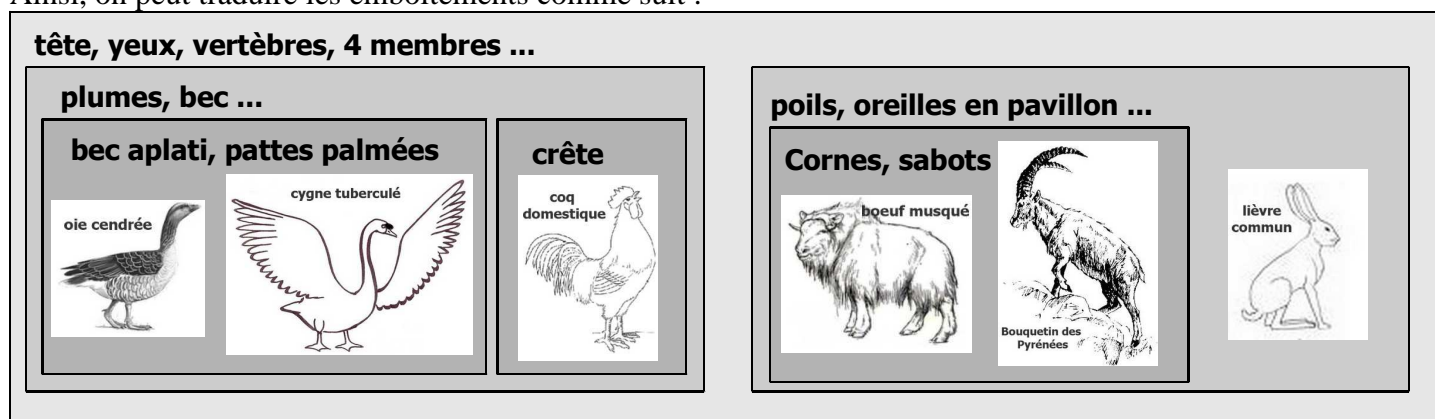 Ainsi, on peut traduire les emboîtements comme suit :
tête, yeux, vertèbres, 4 membres ...
plumes, bec ...
bec aplati, pattes palmées
oie cendrée
cygne tuberculé
crête
coq
domestique
poils, oreilles en pavillon ...
Cornes, sabots
boeuf musqué
Bouquetin des
Pyrénées
lièvre
commun